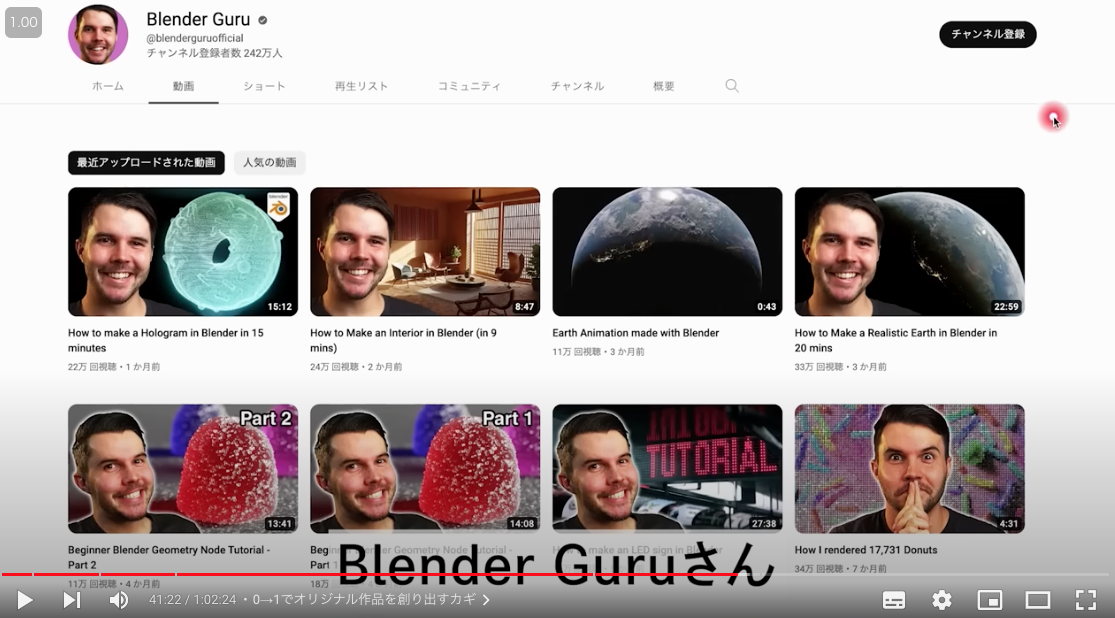 1.00
Blender Guru
@blenderguruofficial
チャンネル登録者数 242万人
チャンネル登録
ホーム
動画
ショート
再生リスト
コミュニティ
チャンネル
概要
最近アップロードされた動画
人気の動画
blender
15:12
8:47
0:43
22:59
How to make a Hologram in Blender in 15
minutes
22万 回視聴・1 か月前
How to Make an Interior in Blender (in 9
mins)
24万 回視聴・2 か月前
Earth Animation made with Blender
11万 回視聴・3 か月前
How to Make a Realistic Earth in Blender in
20 mins
33万 回視聴・3 か月前
Part 2
13:41
Part 1
14:08
TUTORIAL
27:38
4:31
Beginner Blender Geometry Node Tutorial -
Part 2
11万
Beginner Blender Geometry Node Tutorial -
Part 1
18万
make an LED sign in Blender
How I rendered 17,731 Donuts
34万 回視聴・7 か月前
Blender Guruさん
41:22 / 1:02:24 ・ 0→1でオリジナル作品を創り出すカギ